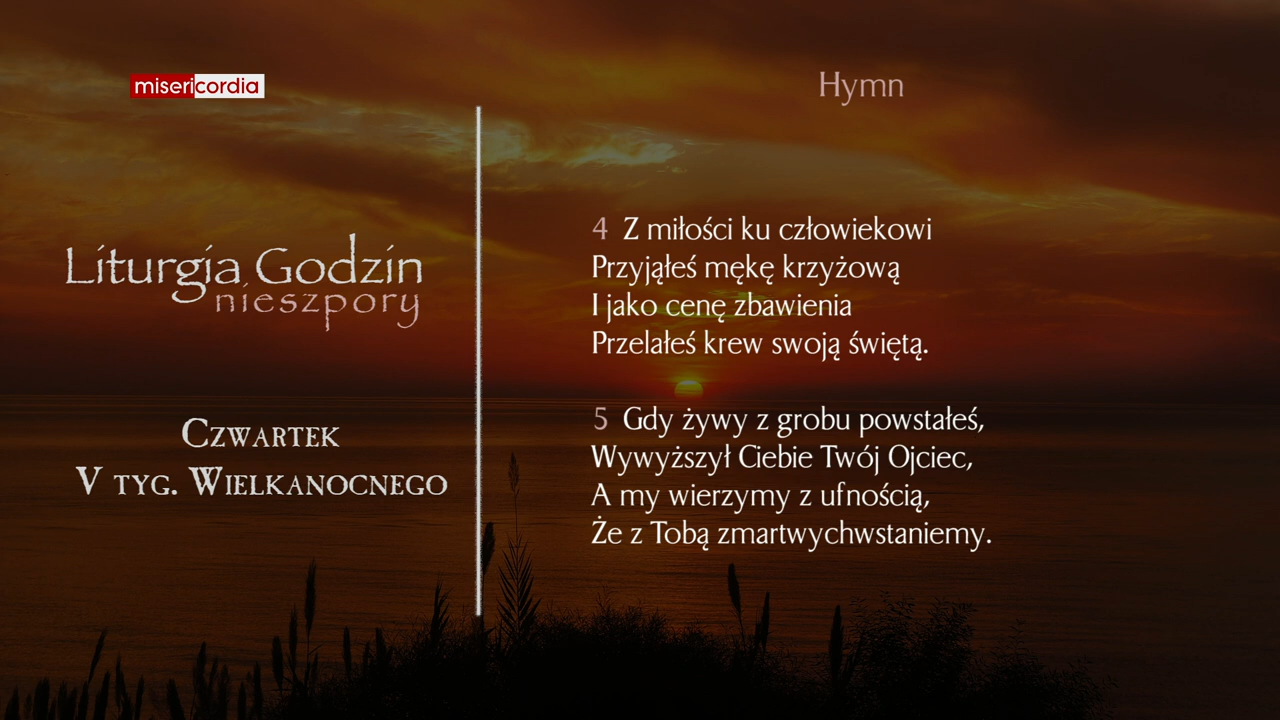 misericordia
Liturgia Godzin
nieszpory
Czwartek
V tyg. Wielkanocnego
Hymn
4 Z miłości ku człowiekowi
Przyjąłeś mękę krzyżową
I jako cenę zbawienia
Przelałeś krew swoją świętą.
5 Gdy żywy z grobu powstałeś,
Wywyższył Ciebie Twój Ojciec,
A my wierzymy z ufnością,
Że z Tobą zmartwychwstaniemy.